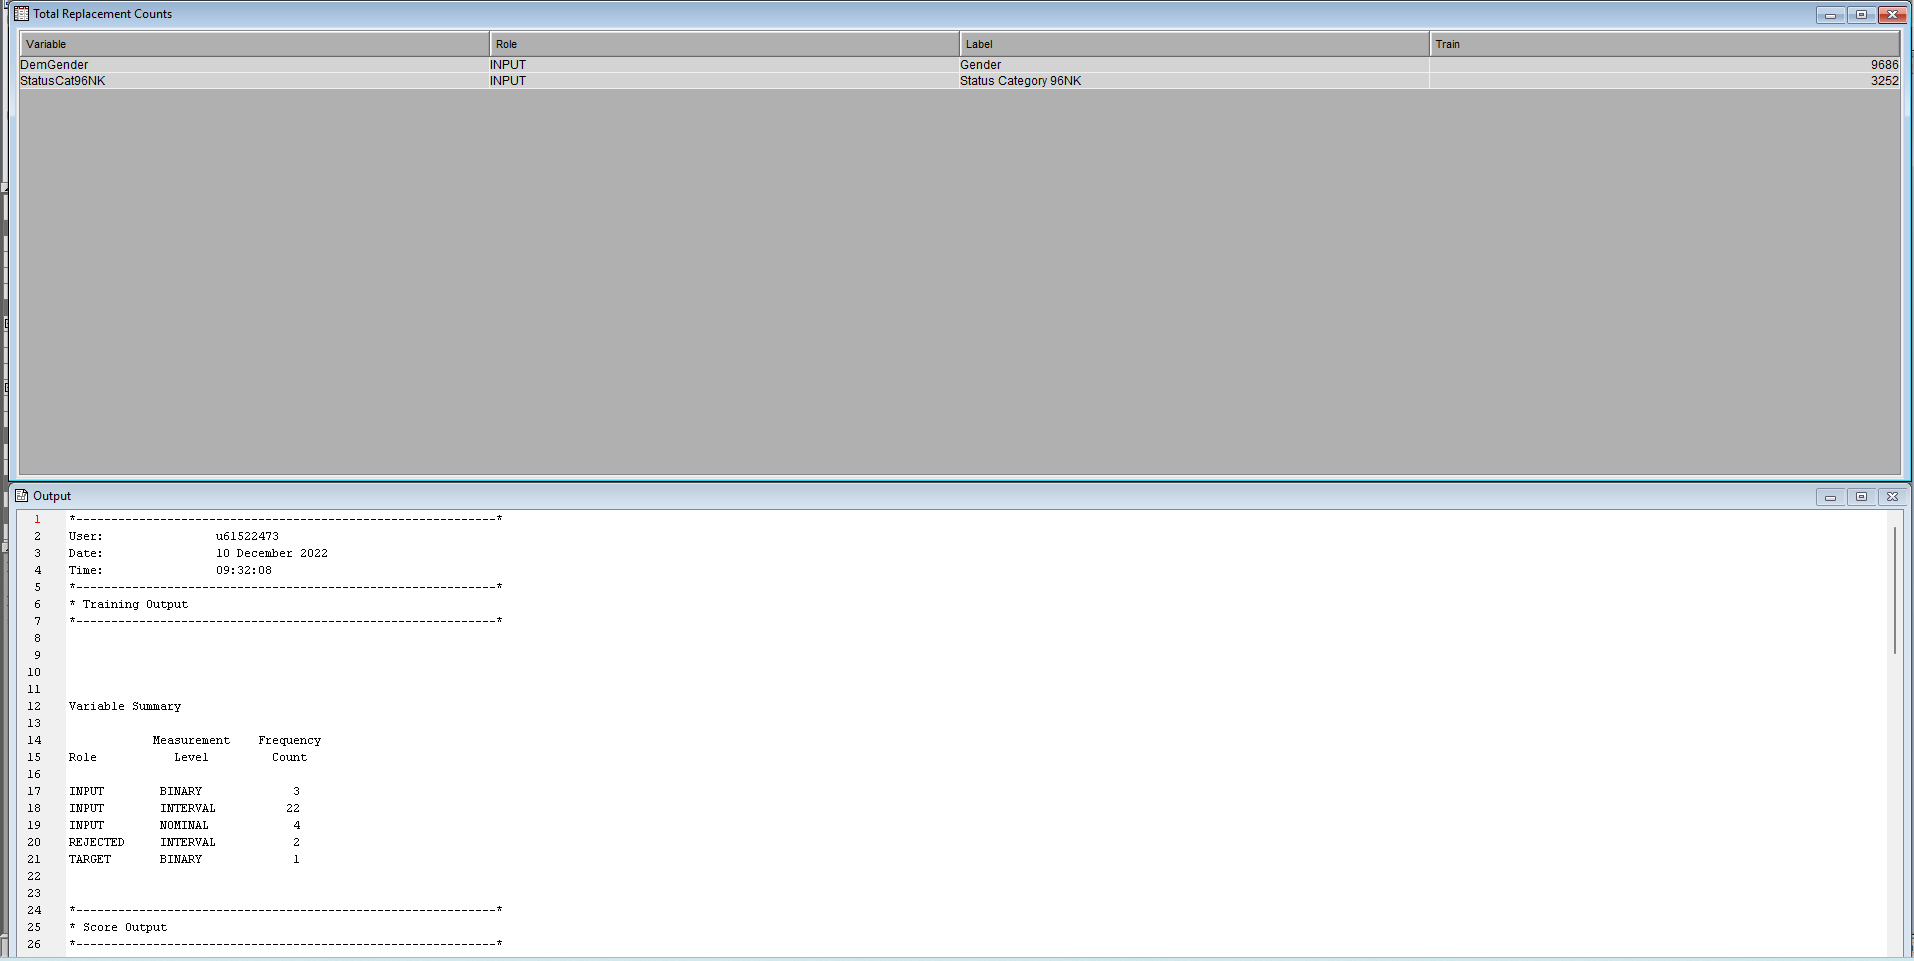 Total Replacement Counts
Variable Role Label Train
DemGender INPUT Gender 9686
StatusCat96NK INPUT Status Category 96NK 3252
Output
1 *------------------------------------------------------------*
2 User: u61522473
3 Date: 10 December 2022
4 Time: 09:32:08
5 *------------------------------------------------------------*
6 * Training Output
7 *------------------------------------------------------------*
8
9
10
11
12 Variable Summary
13
14 Measurement Frequency
15 Role Level Count
16
17 INPUT BINARY 3
18 INPUT INTERVAL 22
19 INPUT NOMINAL 4
20 REJECTED INTERVAL 2
21 TARGET BINARY 1
22
23
24 *------------------------------------------------------------*
25 * Score Output
26 *------------------------------------------------------------*